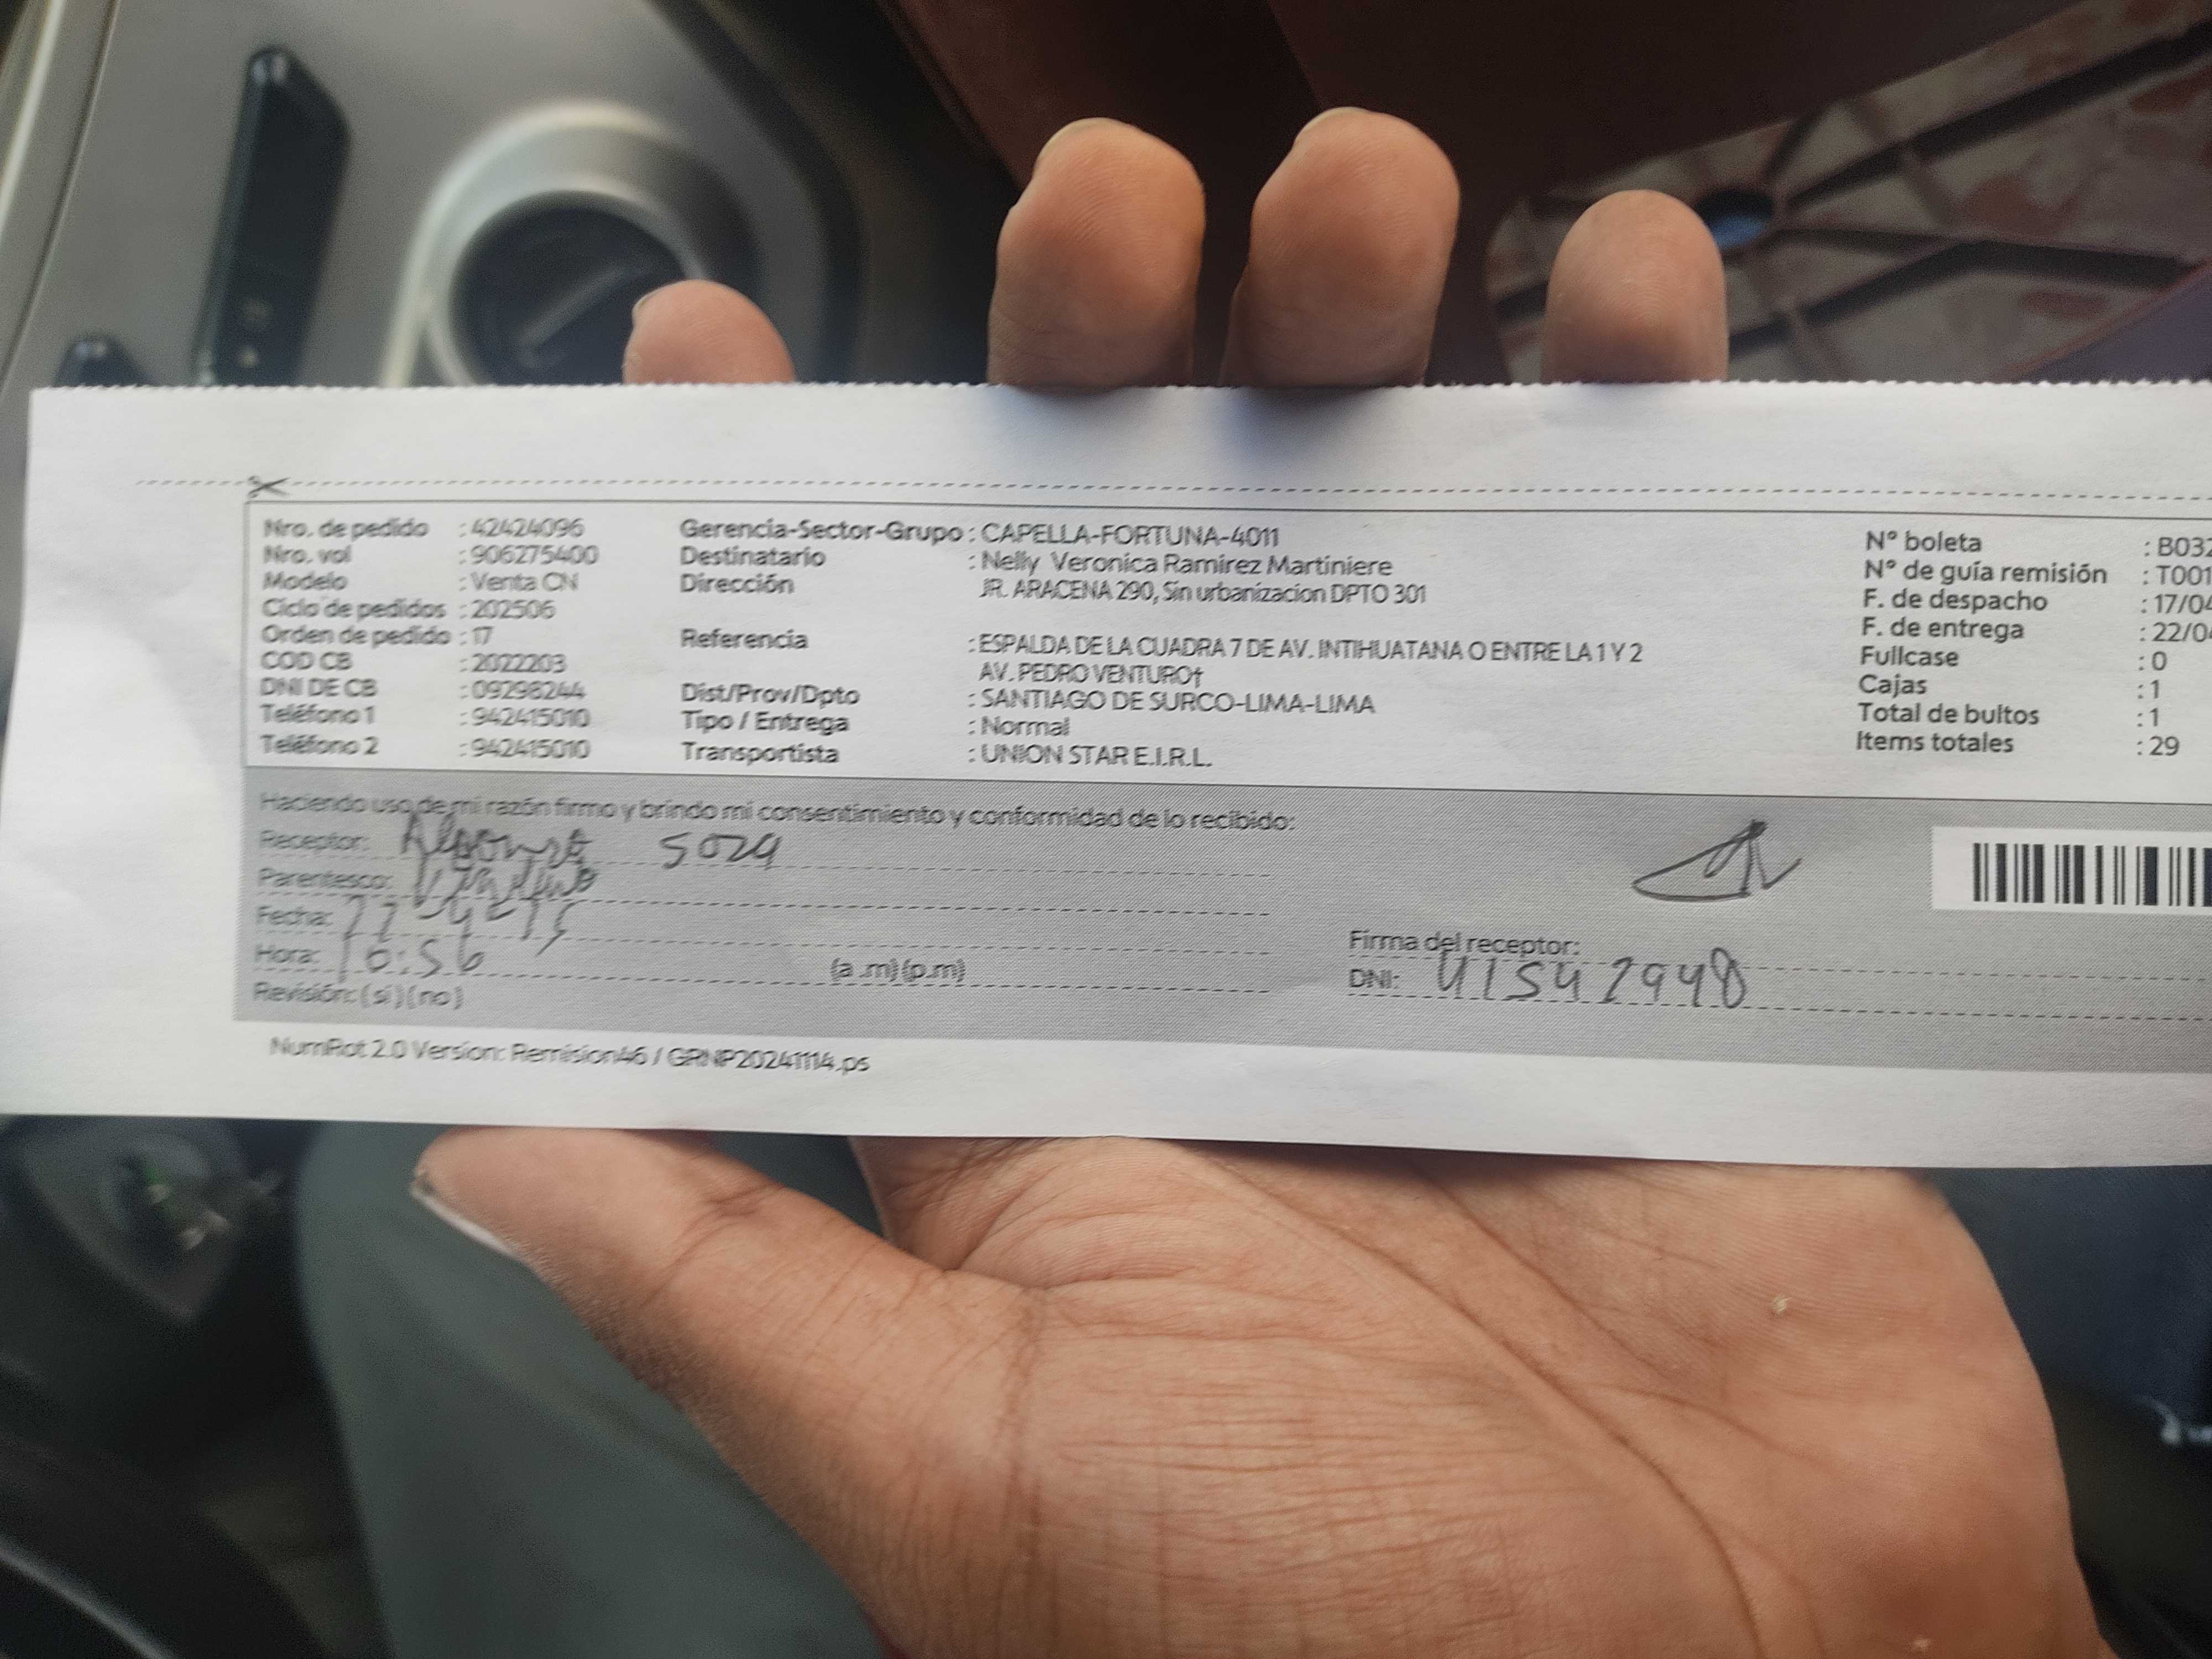 Nro. de pedido : 42424096
Nro. vol : 906275400
Modelo : Venta CN
Ciclo de pedidos : 202506
Orden de pedido : 17
COD CB : 2022203
DNI DE CB : 09298244
Teléfono 1 : 942415010
Teléfono 2 : 942415010
Gerencia-Sector-Grupo : CAPELLA-FORTUNA-4011
Destinatario : Nelly Veronica Ramirez Martiniere
Dirección JR. ARACENA 290, Sin urbanizacion DPTO 301
Referencia : ESPALDA DE LA CUADRA 7 DE AV. INTIHUATANA O ENTRE LA 1 Y 2
AV. PEDRO VENTURO†
Dist/Prov/Dpto : SANTIAGO DE SURCO-LIMA-LIMA
Tipo / Entrega : Normal
Transportista : UNION STAR E.I.R.L.
N° boleta : B032
N° de guía remisión : T001
F. de despacho : 17/04
F. de entrega : 22/04
Fullcase : 0
Cajas : 1
Total de bultos : 1
Items totales : 29
Haciendo uso de mi razón firmo y brindo mi consentimiento y conformidad de lo recibido:
Receptor:
Parentesco:
Fecha:
Hora: 10:56 (a.m)(p.m)
Revisión: (si) (no)
Firma del receptor:
DNI: 41542948
NumRot 2.0 Version: Remision46 / GRNP20241114.ps